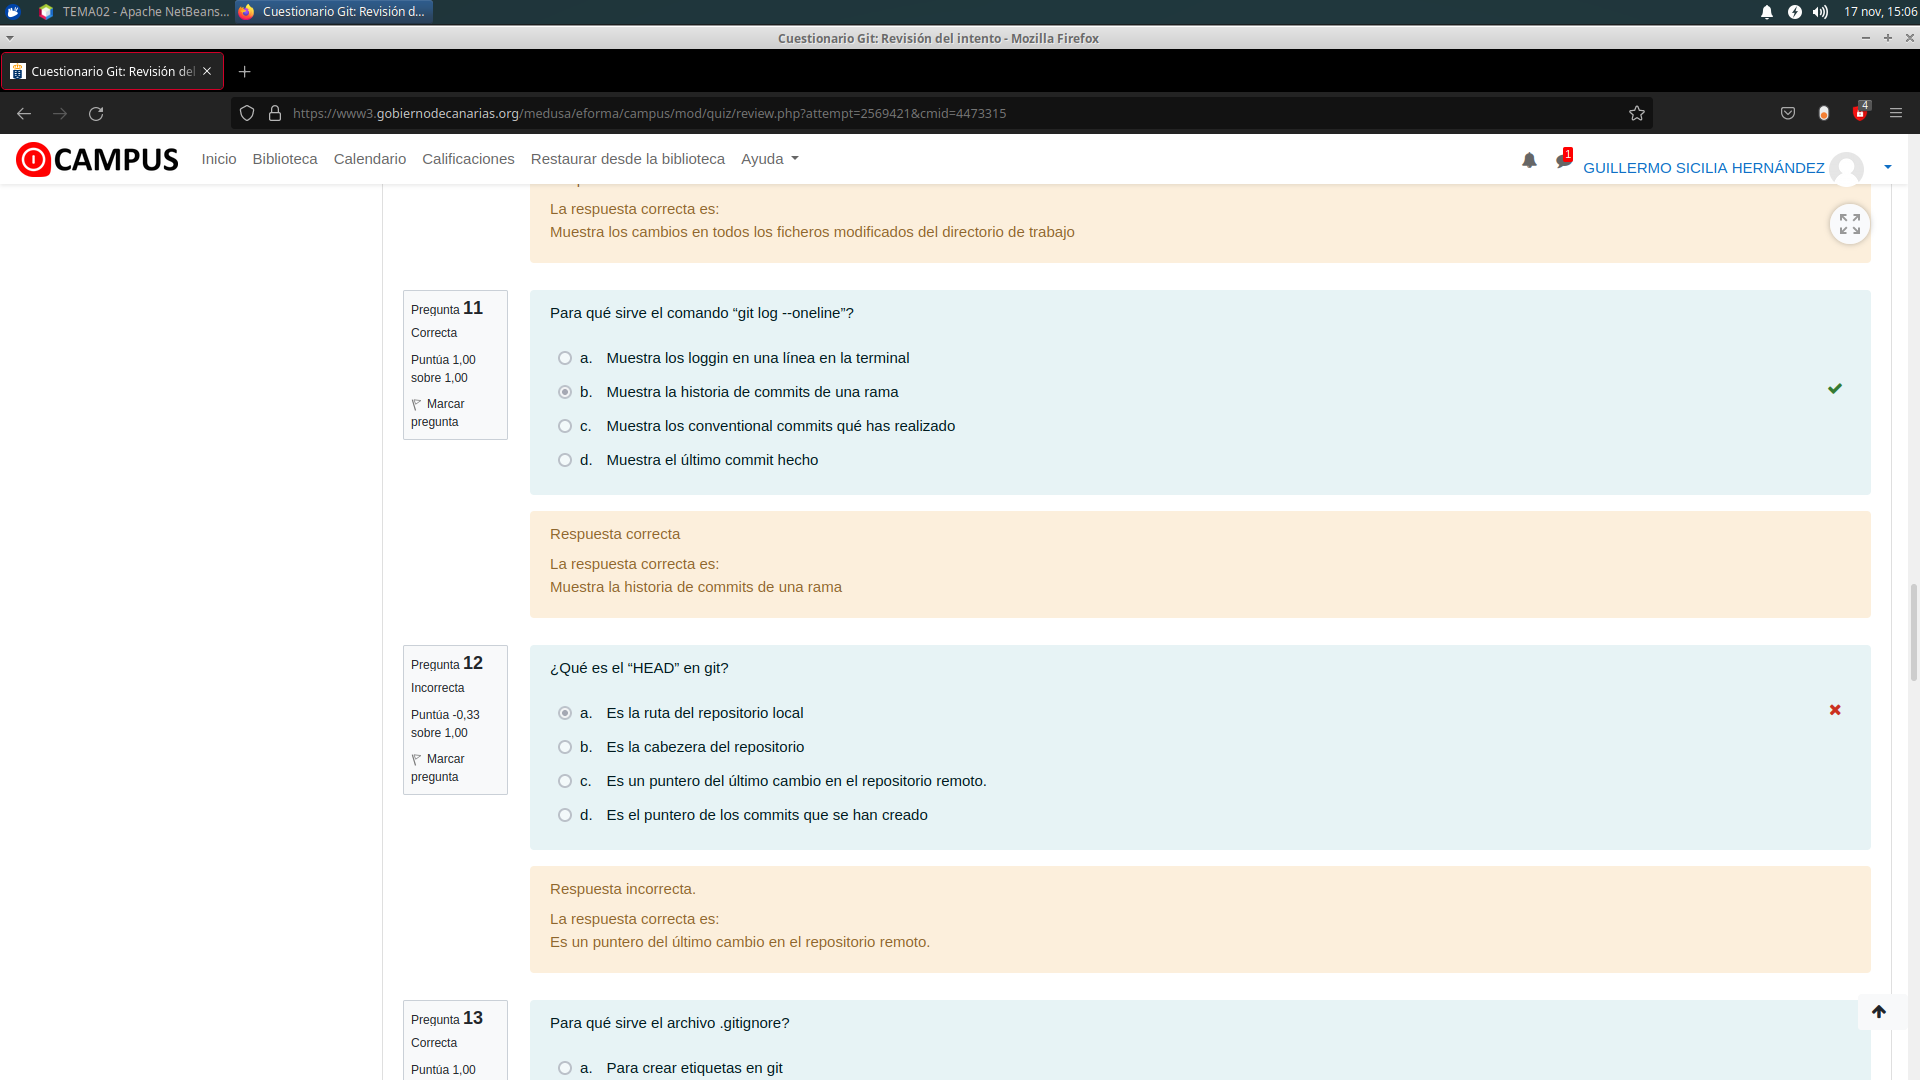 TEMA02 - Apache NetBeans...
Cuestionario Git: Revisión d...
17 nov, 15:06
Cuestionario Git: Revisión del intento - Mozilla Firefox
Cuestionario Git: Revisión del
https://www3.gobiernodecanarias.org/medusa/eforma/campus/mod/quiz/review.php?attempt=2569421&cmid=4473315
4
CAMPUS
Inicio
Biblioteca
Calendario
Calificaciones
Restaurar desde la biblioteca
Ayuda
1
GUILLERMO SICILIA HERNÁNDEZ
La respuesta correcta es:
Muestra los cambios en todos los ficheros modificados del directorio de trabajo
Pregunta 11
Correcta
Puntúa 1,00
sobre 1,00
Marcar
pregunta
Para qué sirve el comando “git log --oneline”?
a. Muestra los loggin en una línea en la terminal
b. Muestra la historia de commits de una rama
c. Muestra los conventional commits qué has realizado
d. Muestra el último commit hecho
Respuesta correcta
La respuesta correcta es:
Muestra la historia de commits de una rama
Pregunta 12
Incorrecta
Puntúa -0,33
sobre 1,00
Marcar
pregunta
¿Qué es el “HEAD” en git?
a. Es la ruta del repositorio local
b. Es la cabezera del repositorio
c. Es un puntero del último cambio en el repositorio remoto.
d. Es el puntero de los commits que se han creado
Respuesta incorrecta.
La respuesta correcta es:
Es un puntero del último cambio en el repositorio remoto.
Pregunta 13
Correcta
Puntúa 1,00
Para qué sirve el archivo .gitignore?
a. Para crear etiquetas en git